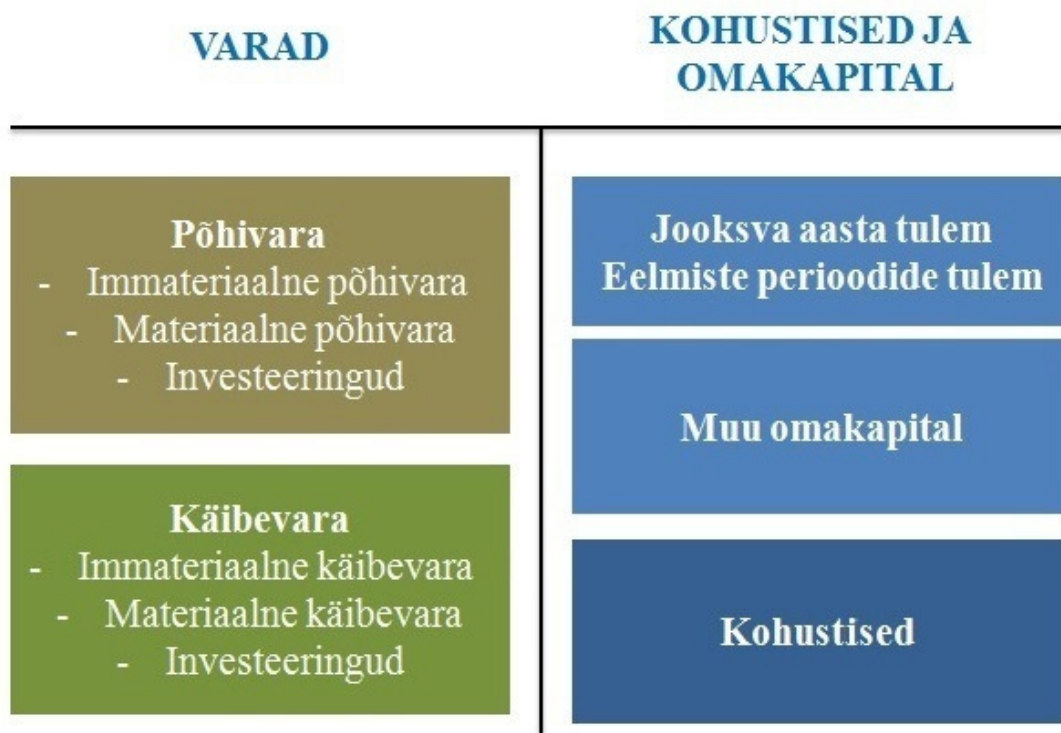 VARAD
KOHUSTISED JA
OMAKAPITAL
Põhivara
- Immateriaalne põhivara
- Materiaalne põhivara
- Investeeringud
Käibevara
- Immateriaalne käibevara
- Materiaalne käibevara
- Investeeringud
Jooksva aasta tulem
Eelmiste perioodide tulem
Muu omakapital
Kohustised